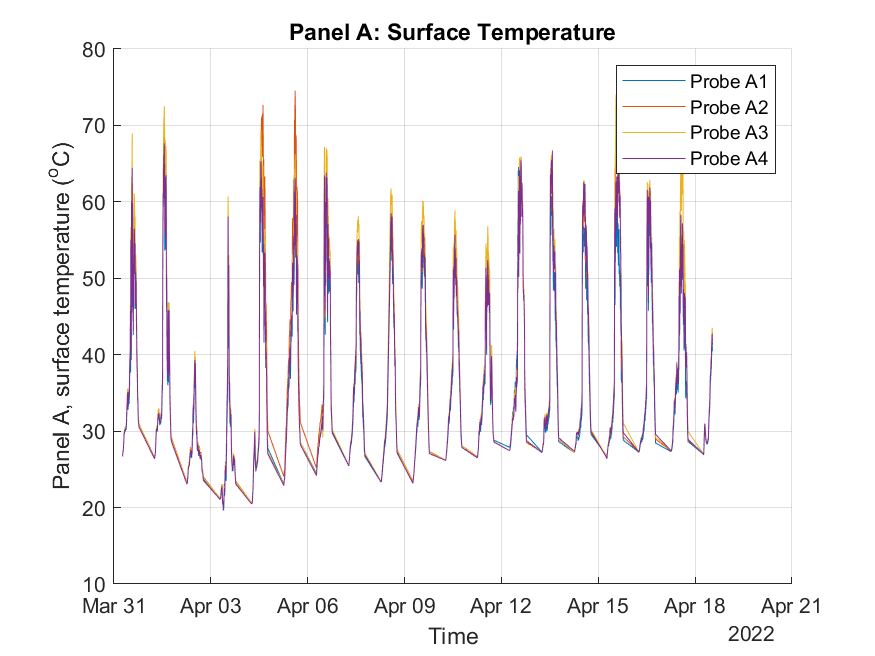 Panel A: Surface Temperature
80
70
60
50
40
30
20
10
Panel A, surface temperature (°C)
Probe A1
Probe A2
Probe A3
Probe A4
Mar 31 Apr 03 Apr 06 Apr 09 Apr 12 Apr 15 Apr 18 Apr 21
Time
2022